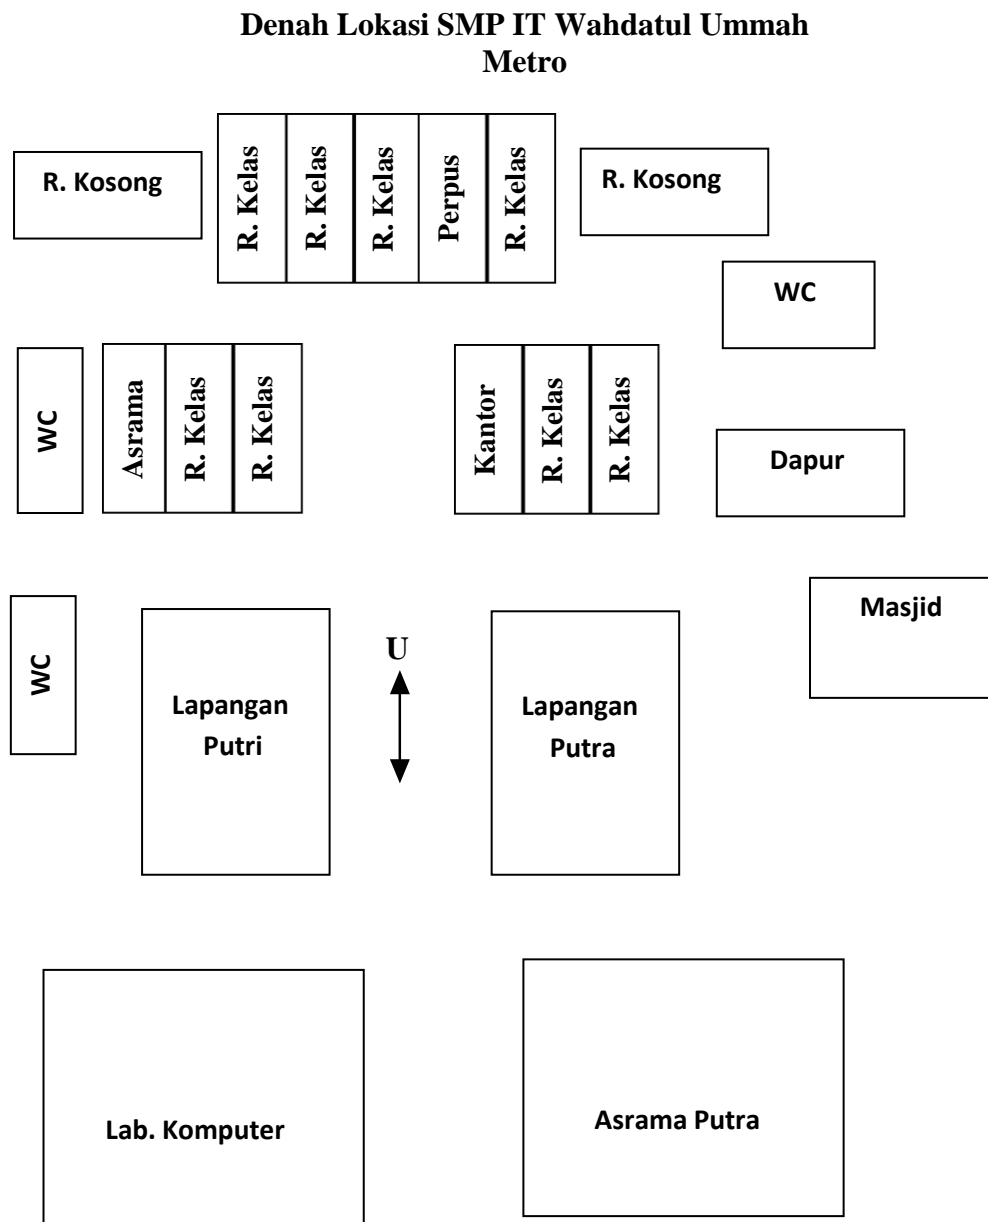 Denah Lokasi SMP IT Wahdatul Ummah
Metro
R. Kosong
R. Kelas
R. Kelas
R. Kelas
Perpus
R. Kelas
R. Kosong
WC
WC
Asrama
R. Kelas
R. Kelas
Kantor
R. Kelas
R. Kelas
Dapur
WC
Lapangan
Putri
U
Lapangan
Putra
Masjid
Lab. Komputer
Asrama Putra